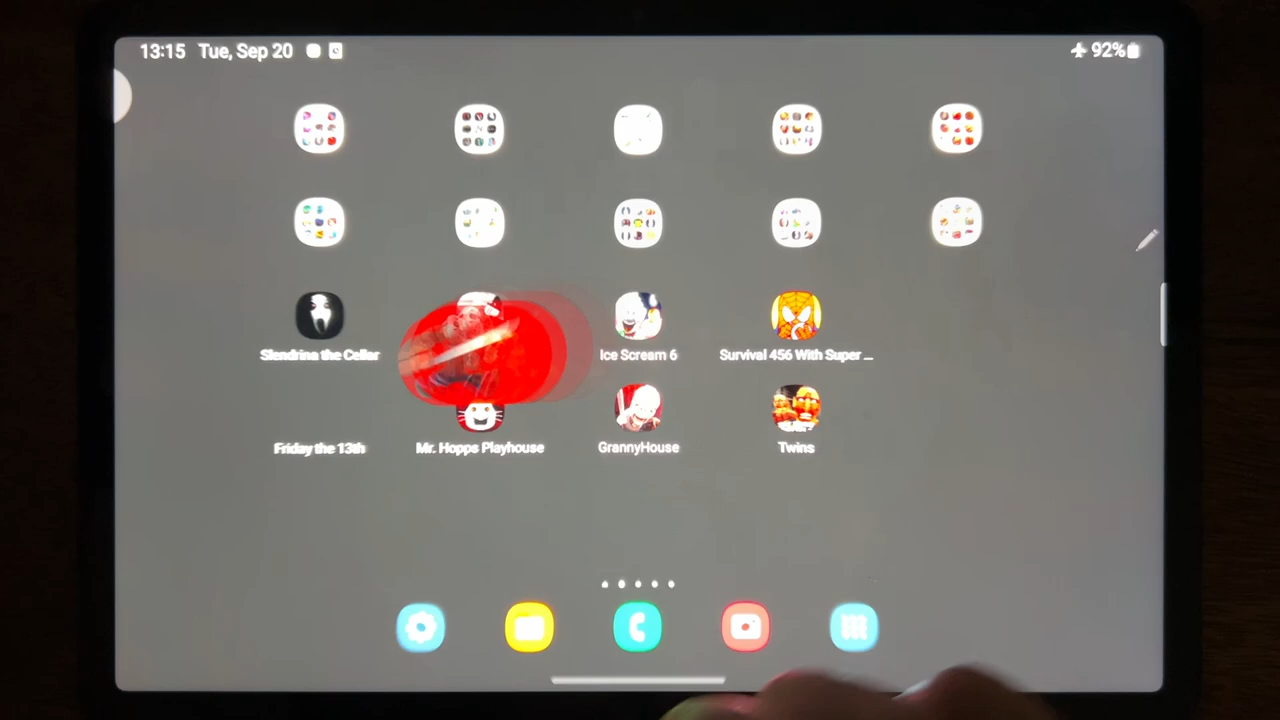 13:15 Tue, Sep 20 92%
Slendrina the Cellar Ice Scream 6 Survival 456 With Super ...
Friday the 13th Mr. Hopps Playhouse GrannyHouse Twins